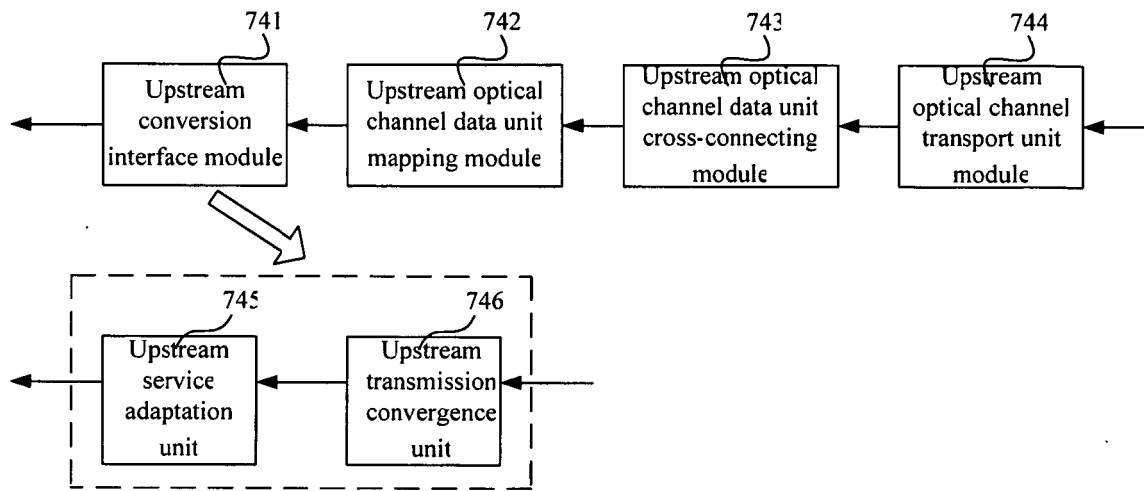 741
742
743
744
Upstream
conversion
interface module
Upstream optical
channel data unit
mapping module
Upstream optical
channel data unit
cross-connecting
module
Upstream
optical channel
transport unit
module
745
746
Upstream
service
adaptation
unit
Upstream
transmission
convergence
unit